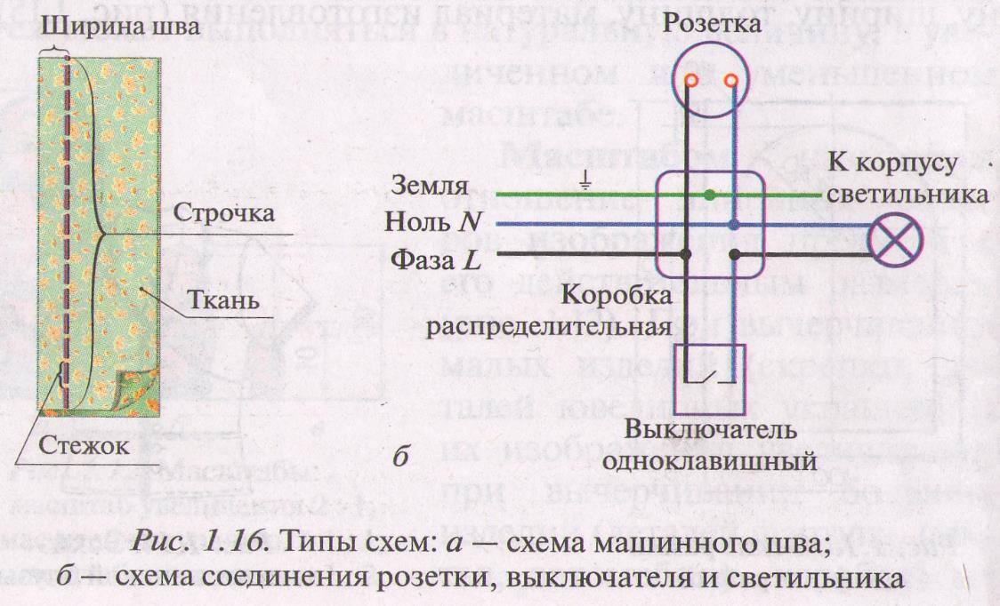 Ширина шва
Строчка
Ткань
Стежок
Розетка
К корпусу
светильника
Земля
Ноль N
Фаза L
Коробка
распределительная
Выключатель
одноклавишный
б
Рис. 1.16. Типы схем: а — схема машинного шва;
б — схема соединения розетки, выключателя и светильника